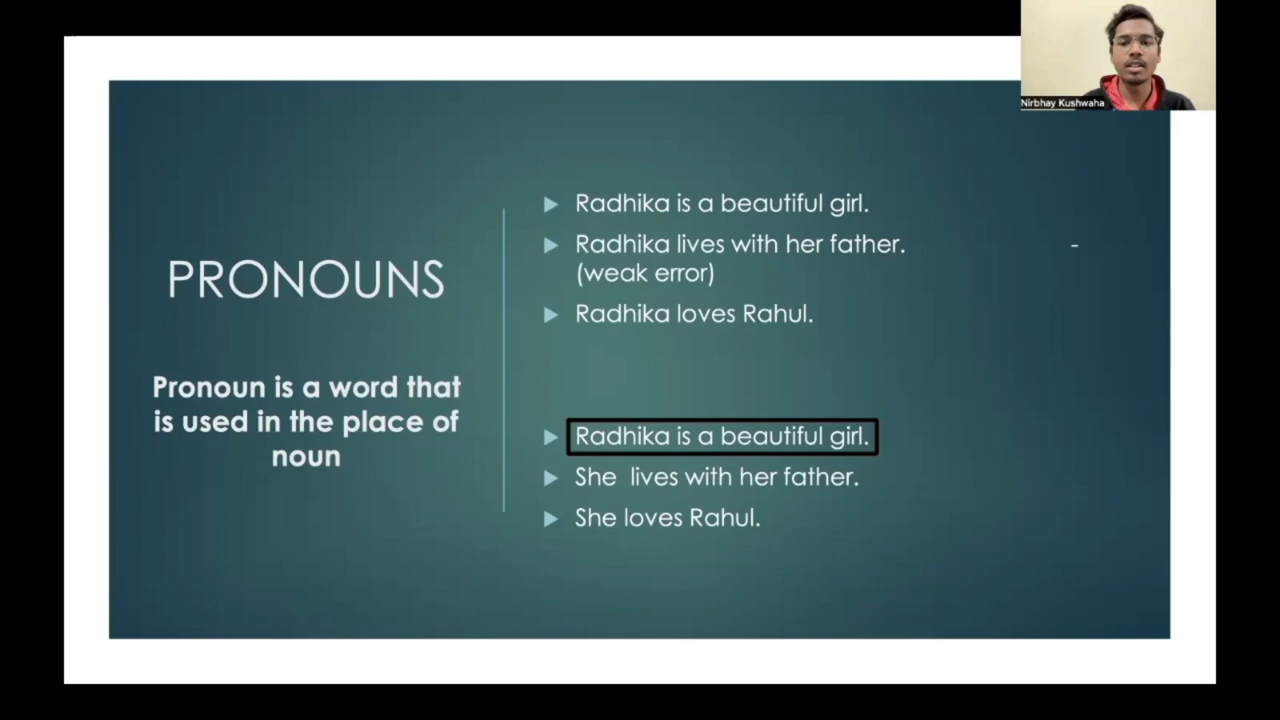 Nirbhay Kushwaha
PRONOUNS
Pronoun is a word that
is used in the place of
noun
Radhika is a beautiful girl.
Radhika lives with her father.
(weak error)
Radhika loves Rahul.
-
Radhika is a beautiful girl.
She lives with her father.
She loves Rahul.